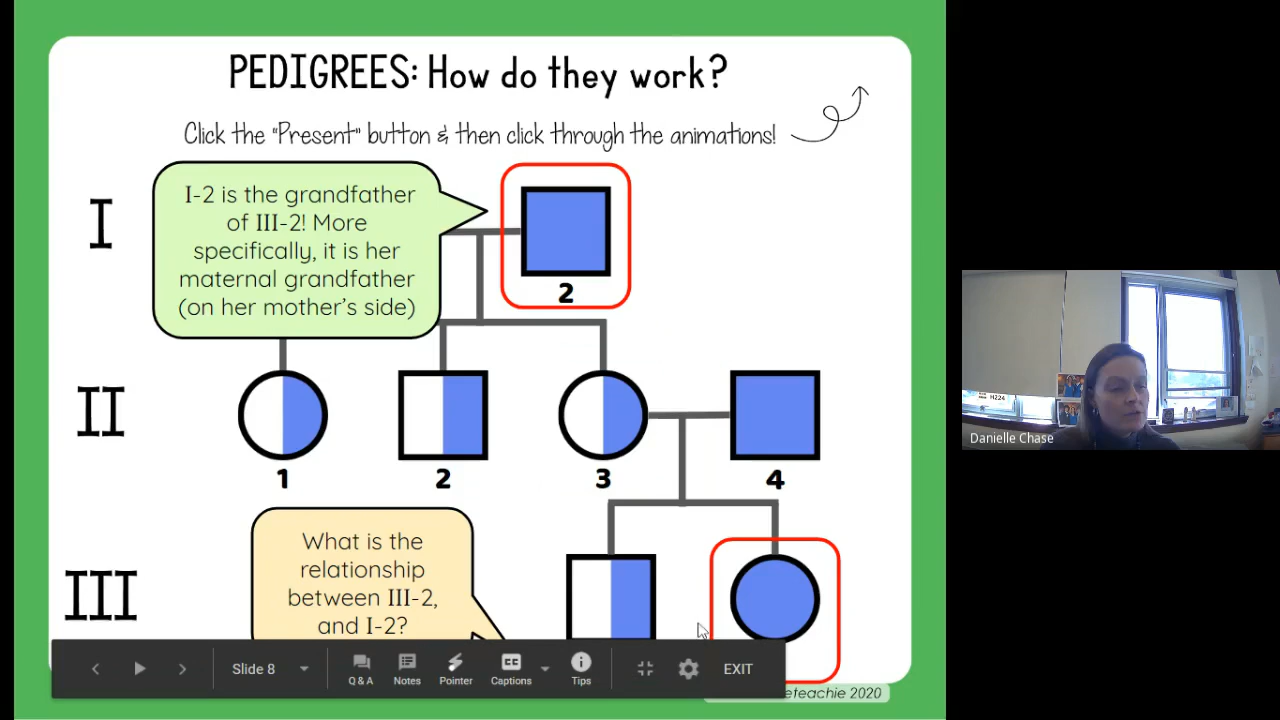 PEDIGREES: How do they work?
Click the "Present" button & then click through the animations!
I
I-2 is the grandfather
of III-2! More
specifically, it is her
maternal grandfather
(on her mother's side)
2
II
1
2
3
4
III
What is the
relationship
between III-2,
and I-2?
Slide 8
Q & A
Notes
Pointer
CC
Captions
Tips
EXIT
eteachie 2020
H224
Danielle Chase